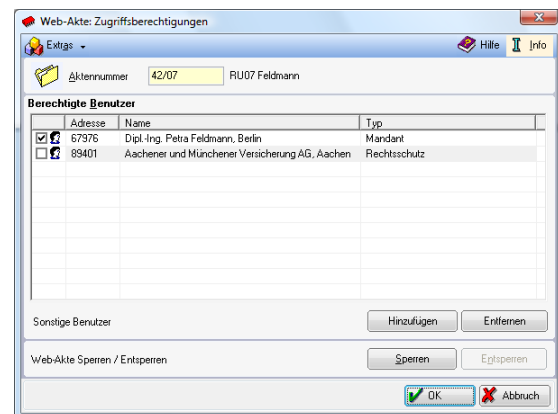 Web-Akte: Zugriffsberechtigungen
Extras Hilfe Info
Aktennummer 42/07 RU07 Feldmann
Berechtigte Benutzer
Adresse Name Typ
67976 Dipl.-Ing. Petra Feldmann, Berlin Mandant
89401 Aachener und Münchener Versicherung AG, Aachen Rechtsschutz
Sonstige Benutzer Hinzufügen Entfernen
Web-Akte Sperren / Entsperren Sperren Entsperren
OK Abbruch